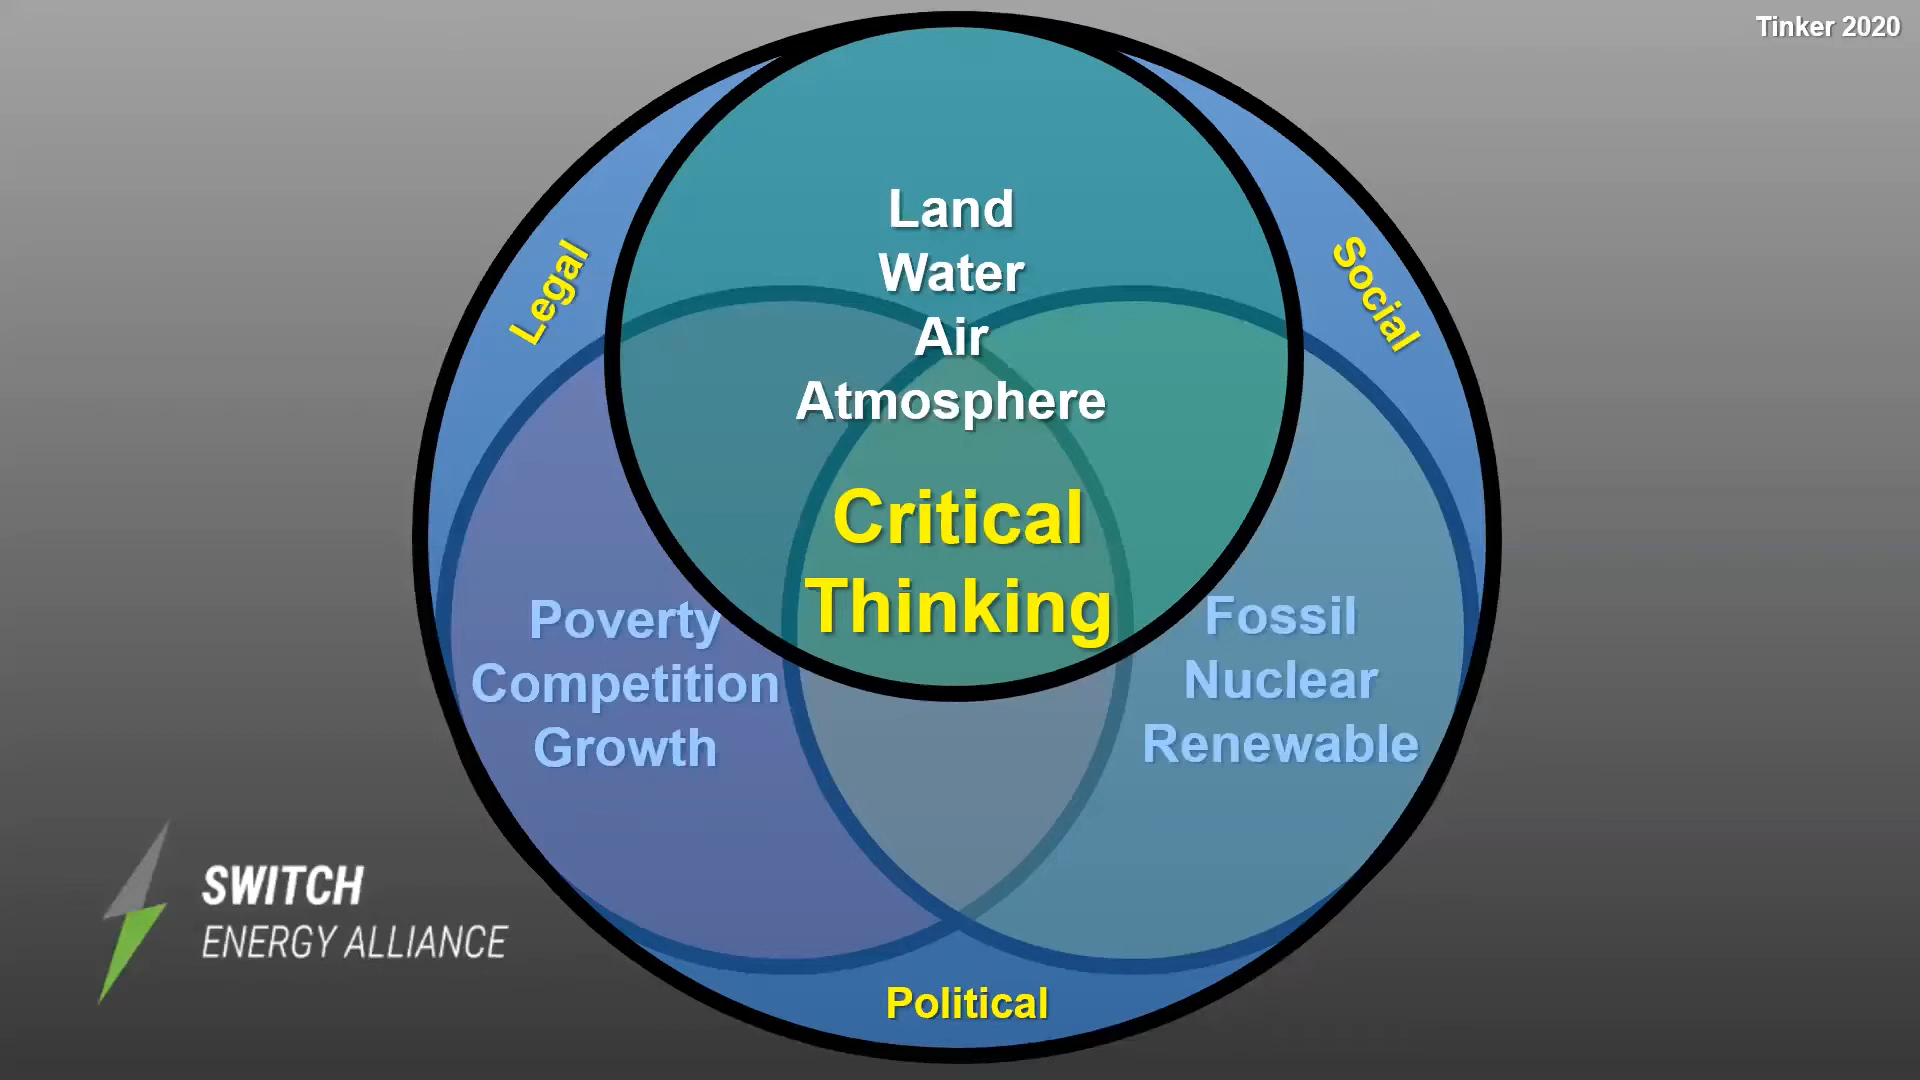 Tinker 2020
Land
Water
Air
Atmosphere
Legal
Social
Critical
Thinking
Poverty
Competition
Growth
Fossil
Nuclear
Renewable
SWITCH
ENERGY ALLIANCE
Political